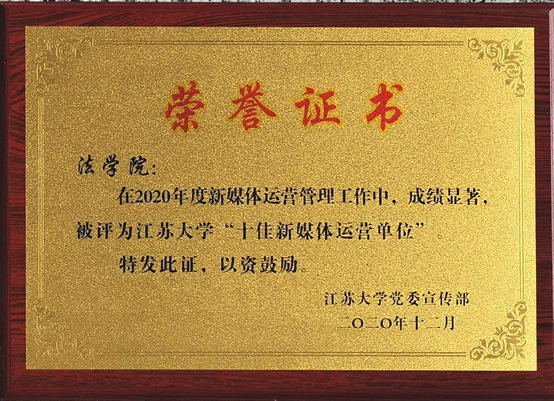 荣誉证书
法学院：
在2020年度新媒体运营管理工作中，成绩显著，
被评为江苏大学“十佳新媒体运营单位”。
特发此证，以资鼓励。
江苏大学党委宣传部
二〇二〇年十二月